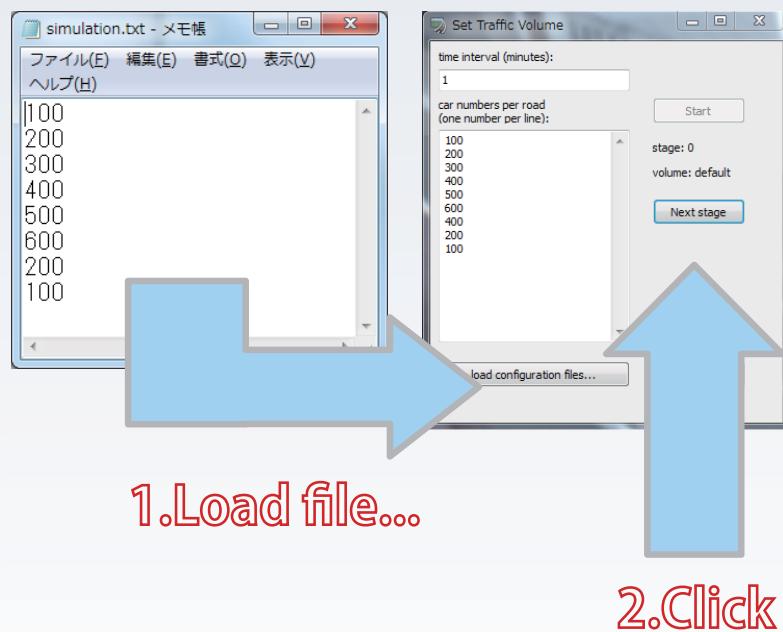 simulation.txt - メモ帳
ファイル(F) 編集(E) 書式(O) 表示(V)
ヘルプ(H)
100
200
300
400
500
600
200
100
Set Traffic Volume
time interval (minutes):
1
car numbers per road
(one number per line):
100
200
300
400
500
600
400
200
100
Start
stage: 0
volume: default
Next stage
load configuration files...
1.Load file...
2.Click